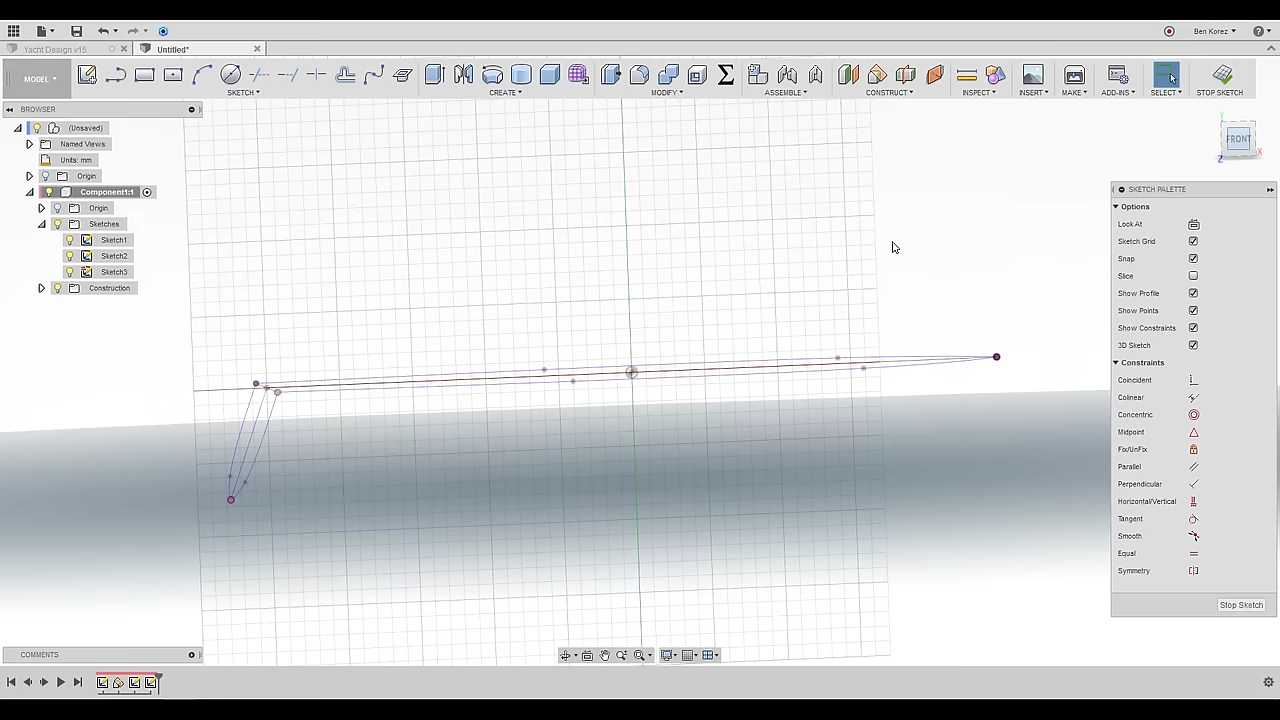 Ben Korez
Yacht Design v15
Untitled*
MODEL
SKETCH
CREATE
MODIFY
ASSEMBLE
CONSTRUCT
INSPECT
INSERT
MAKE
ADD-INS
SELECT
STOP SKETCH
BROWSER
(Unsaved)
Named Views
Units: mm
Origin
Component1:1
Origin
Sketches
Sketch1
Sketch2
Sketch3
Construction
Y
FRONT
X
Z
SKETCH PALETTE
Options
Look At
Sketch Grid
Snap
Slice
Show Profile
Show Points
Show Constraints
3D Sketch
Constraints
Coincident
Colinear
Concentric
Midpoint
Fix/UnFix
Parallel
Perpendicular
Horizontal/Vertical
Tangent
Smooth
Equal
Symmetry
Stop Sketch
COMMENTS